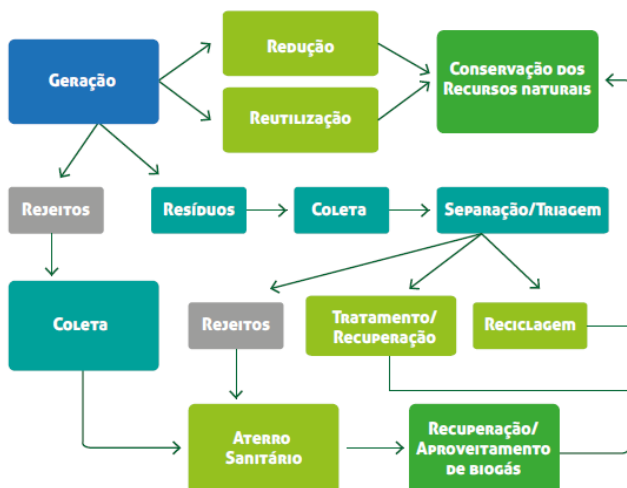 Redução
Geração
Conservação dos
Recursos naturais
Reutilização
Rejeitos
Resíduos
Coleta
Separação/Triagem
Coleta
Rejeitos
Tratamento/
Recuperação
Reciclagem
Aterro
Sanitário
Recuperação/
Aproveitamento
de biogás